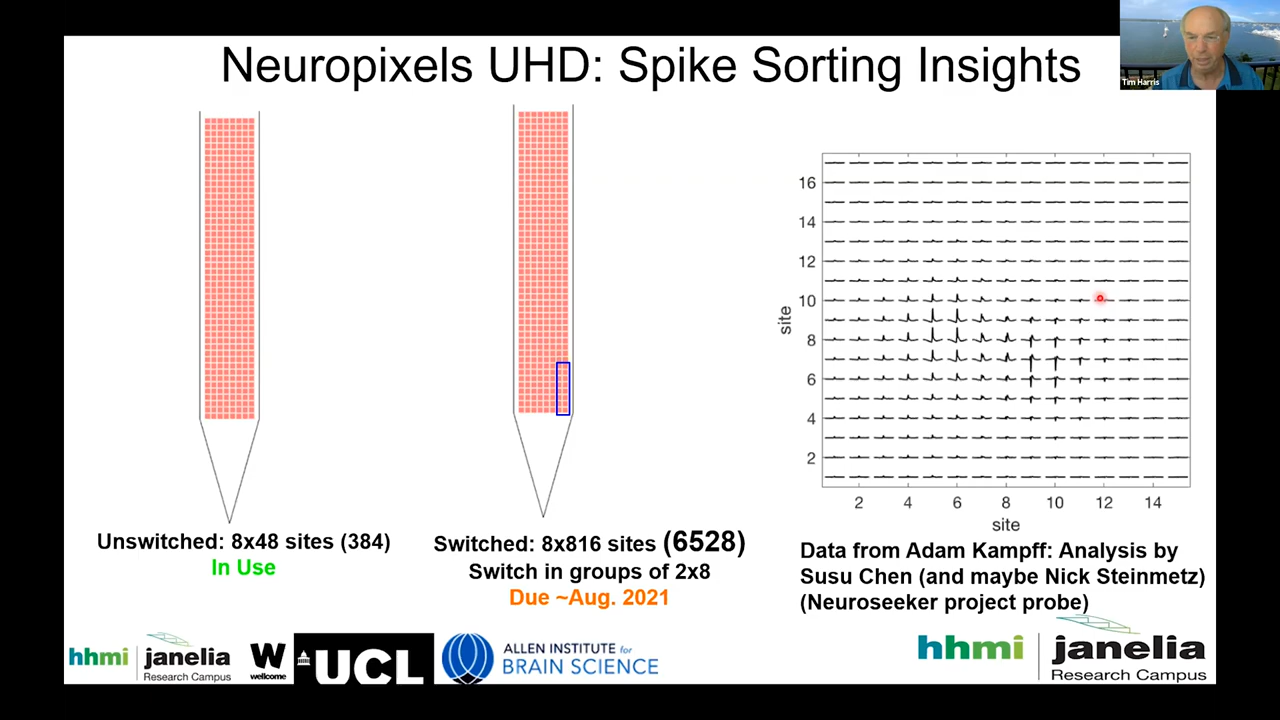 Neuropixels UHD: Spike Sorting Insights
Tim Harris
Unswitched: 8x48 sites (384)
In Use
Switched: 8x816 sites (6528)
Switch in groups of 2x8
Due ~Aug. 2021
16
14
12
10
8
6
4
2
site
2 4 6 8 10 12 14
site
Data from Adam Kampff: Analysis by
Susu Chen (and maybe Nick Steinmetz)
(Neuroseeker project probe)
hhmi janelia
Research Campus
W
wellcome
UCL
ALLEN INSTITUTE for
BRAIN SCIENCE
hhmi janelia
Research Campus